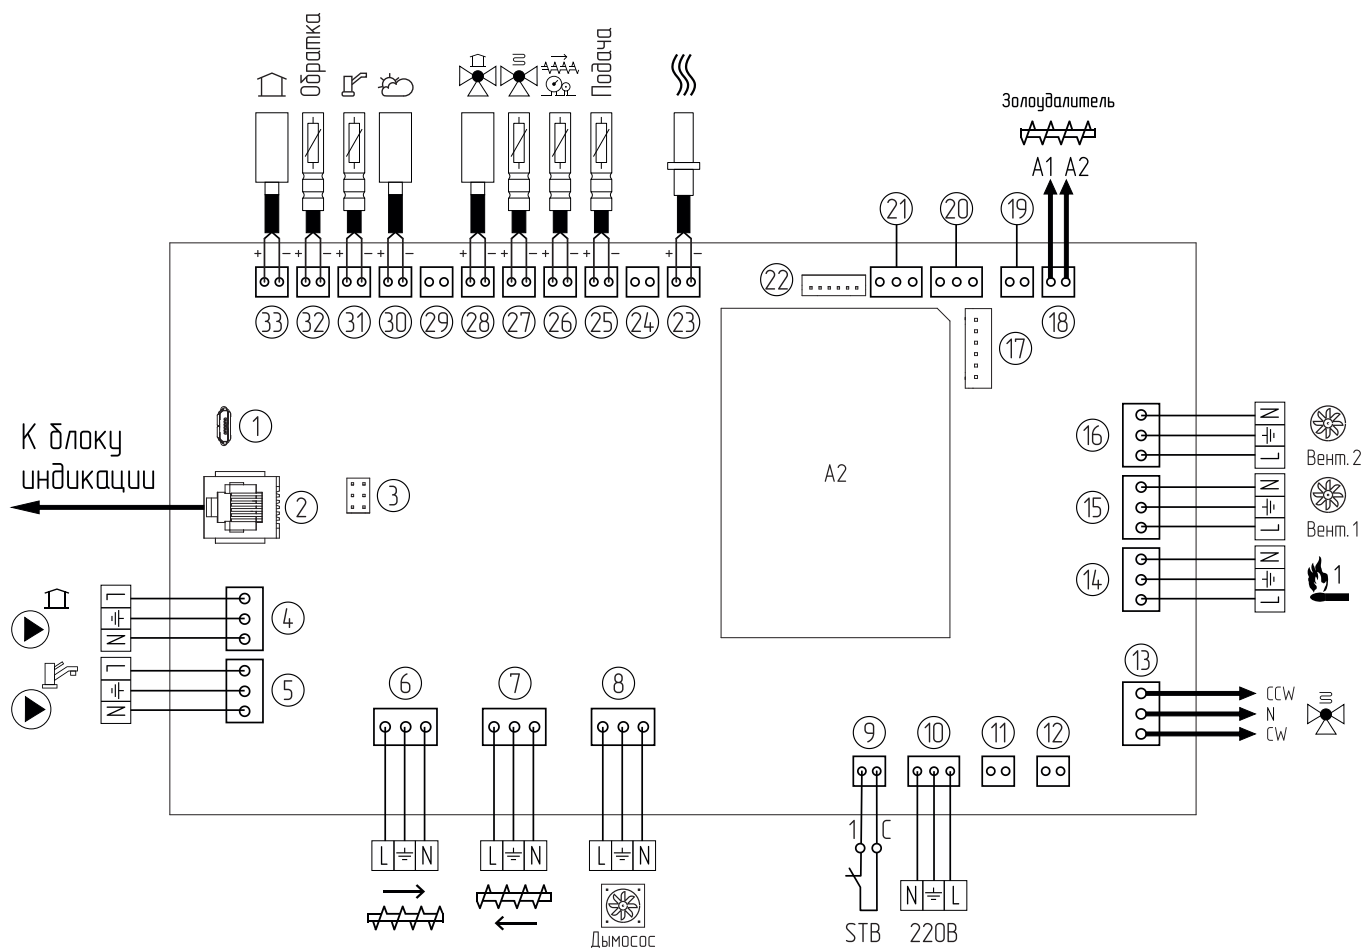 Обратка
Подача
Золоудалитель
A1 A2
+ − + − + − + − + − + − + − + − + −
21 20 19
22
33 32 31 30 29 28 27 26 25 24 23
18
17
1
К блоку
индикации
2
3
A2
16
N
L
Вент. 2
15
N
L
Вент. 1
14
N
L
1
4
L
N
5
L
N
13
CCW
N
CW
6 7 8
9 10 11 12
1 C
L N
L N
L N
N L
STB 220В
Дымосос